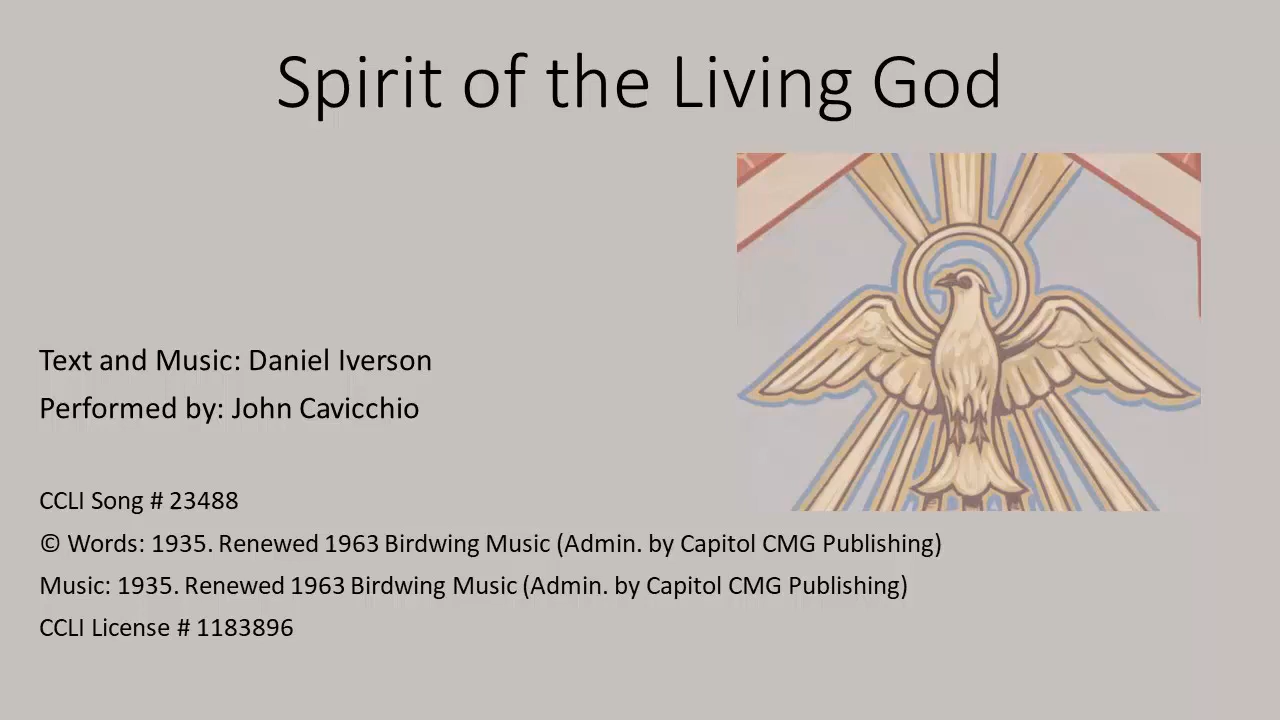 Spirit of the Living God
Text and Music: Daniel Iverson
Performed by: John Cavicchio
CCLI Song # 23488
© Words: 1935. Renewed 1963 Birdwing Music (Admin. by Capitol CMG Publishing)
Music: 1935. Renewed 1963 Birdwing Music (Admin. by Capitol CMG Publishing)
CCLI License # 1183896